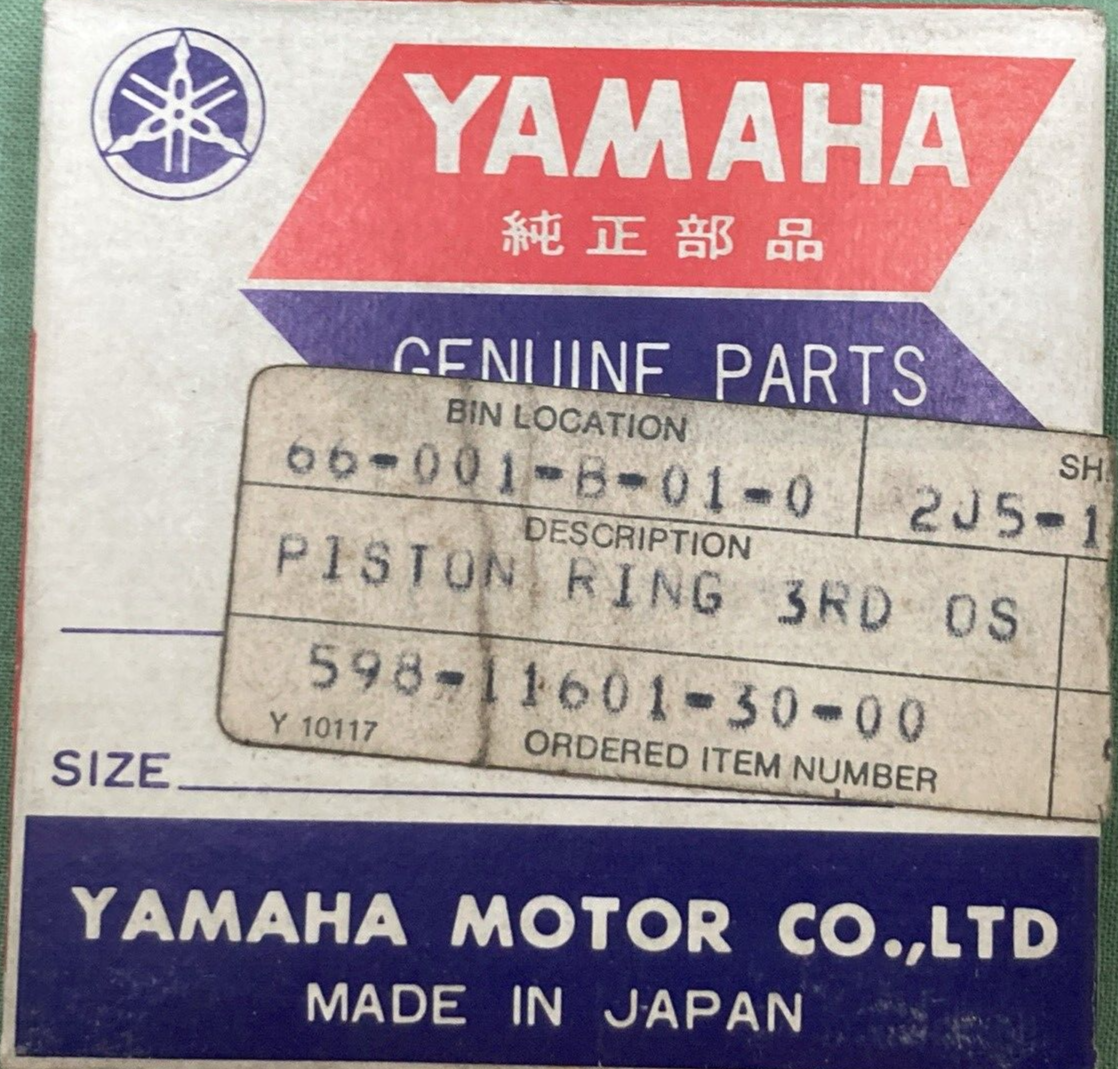 YAMAHA
純正部品
GENUINE PARTS
BIN LOCATION
66-001-B-01-0
SH
2J5-1
DESCRIPTION
PISTON RING 3RD OS
598-11601-30-00
Y 10117
ORDERED ITEM NUMBER
SIZE
YAMAHA MOTOR CO.,LTD
MADE IN JAPAN